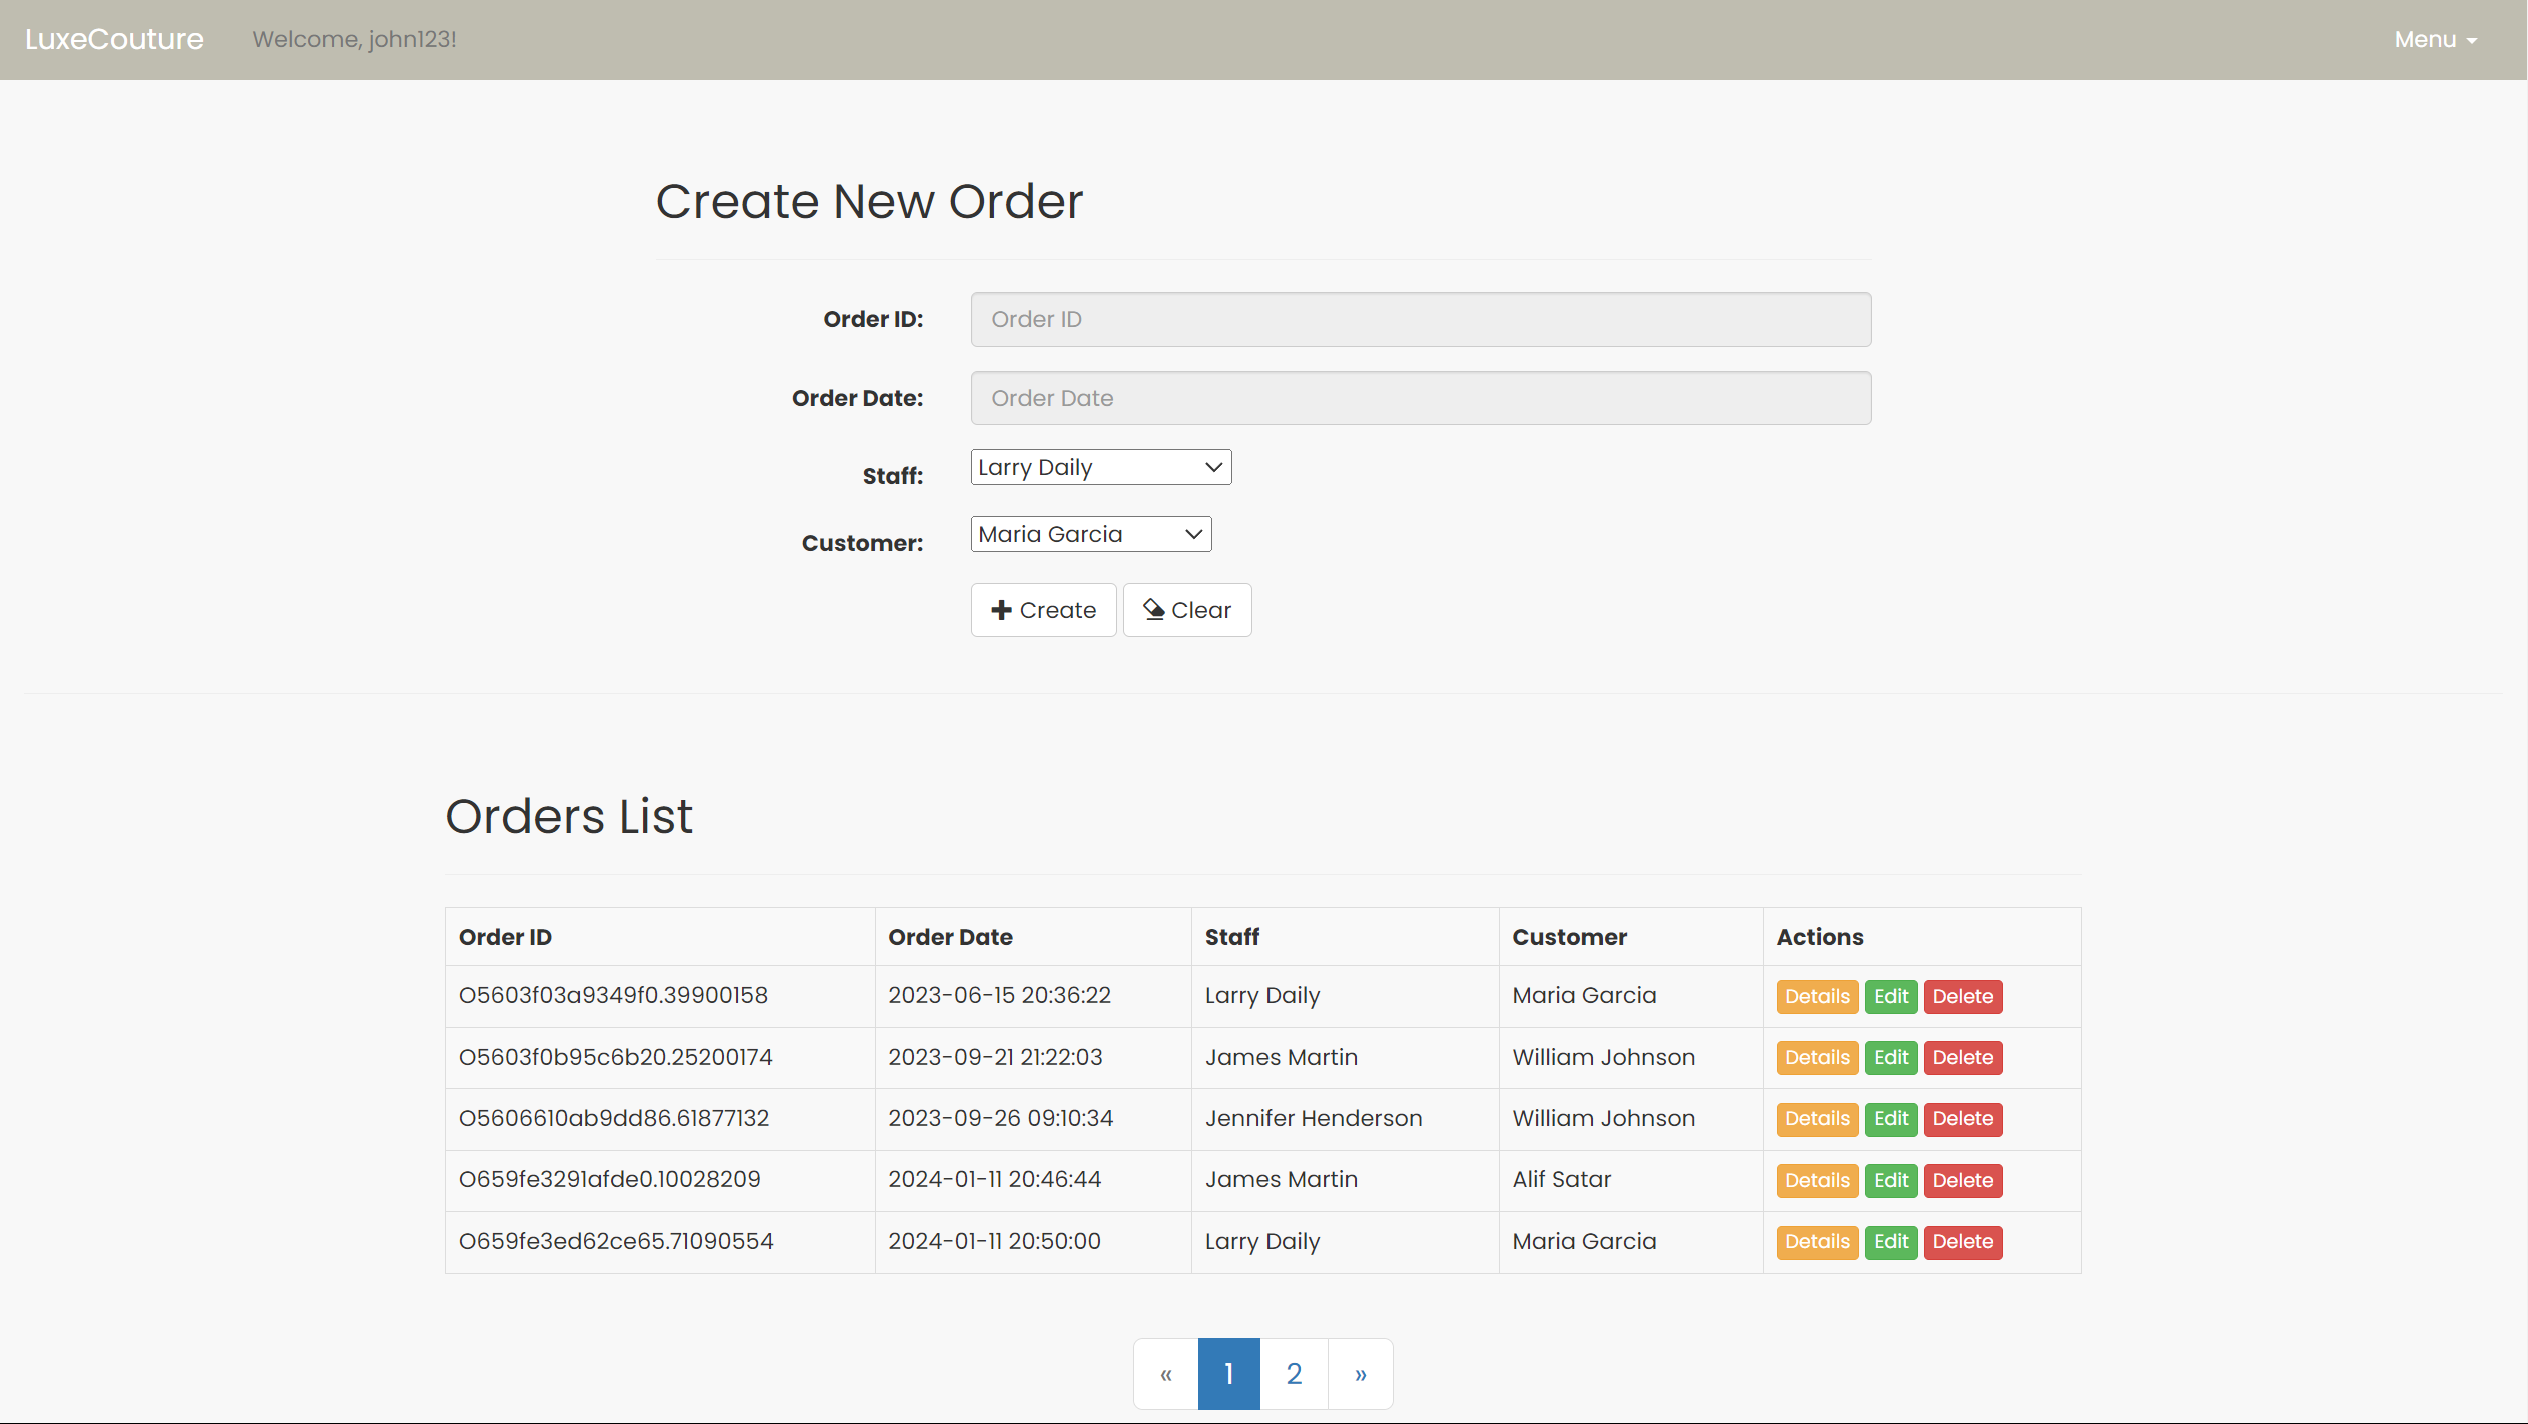 LuxeCouture Welcome, john123! Menu
Create New Order
Order ID: Order ID
Order Date: Order Date
Staff: Larry Daily
Customer: Maria Garcia
Create Clear
Orders List
Order ID Order Date Staff Customer Actions
O5603f03a9349f0.39900158 2023-06-15 20:36:22 Larry Daily Maria Garcia Details Edit Delete
O5603f0b95c6b20.25200174 2023-09-21 21:22:03 James Martin William Johnson Details Edit Delete
O5606610ab9dd86.61877132 2023-09-26 09:10:34 Jennifer Henderson William Johnson Details Edit Delete
O659fe3291afde0.10028209 2024-01-11 20:46:44 James Martin Alif Satar Details Edit Delete
O659fe3ed62ce65.71090554 2024-01-11 20:50:00 Larry Daily Maria Garcia Details Edit Delete
« 1 2 »